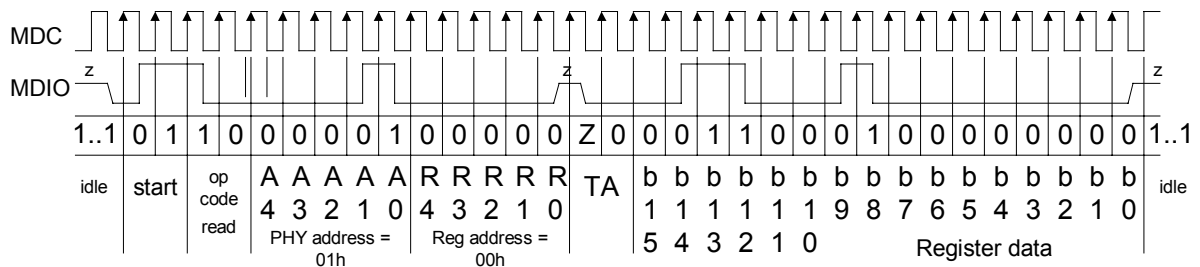 MDC
z z z
MDIO
1..1 0 1 1 0 0 0 0 0 1 0 0 0 0 0 Z 0 0 0 1 1 0 0 0 1 0 0 0 0 0 0 0 0 1..1
idle start op A A A A A R R R R R TA b b b b b b b b b b b b b b b b idle
code 4 3 2 1 0 4 3 2 1 0 1 1 1 1 1 1 9 8 7 6 5 4 3 2 1 0
read PHY address = Reg address = 5 4 3 2 1 0 Register data
01h 00h